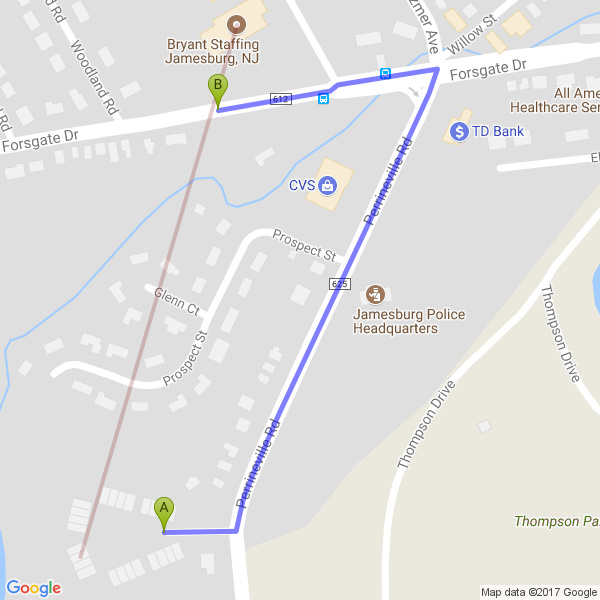 Bryant Staffing
Jamesburg, NJ
Woodland Rd
Willow St
zmer Ave
Forsgate Dr
B
612
Forsgate Dr
Rd
All Ame
Healthcare Ser
TD Bank
CVS
Perrineville Rd
Prospect St
625
Glenn Ct
Jamesburg Police
Headquarters
Thompson Drive
Prospect St
Thompson Drive
Perrineville Rd
A
Thompson Pa
Google
Map data ©2017 Google